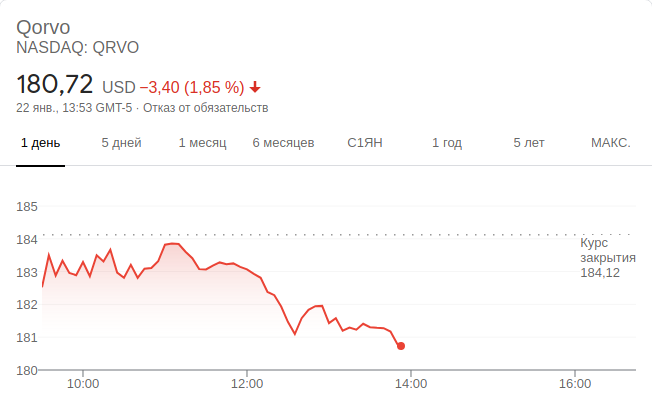 Qorvo
NASDAQ: QRVO
180,72 USD −3,40 (1,85 %)
22 янв., 13:53 GMT-5 · Отказ от обязательств
1 день 5 дней 1 месяц 6 месяцев С1ЯН 1 год 5 лет МАКС.
185
184
Курс
закрытия
184,12
183
182
181
180
10:00 12:00 14:00 16:00